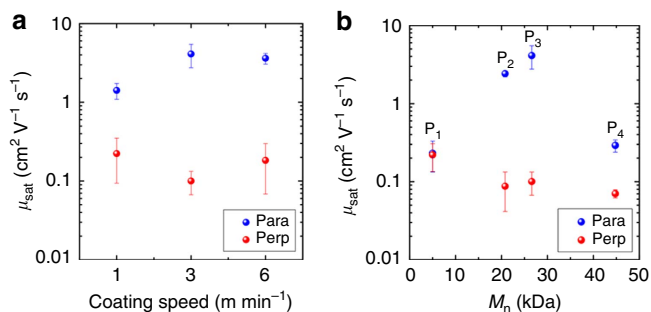 a
μsat (cm² V⁻¹ s⁻¹)
10
1
0.1
0.01
Para
Perp
1
3
6
Coating speed (m min⁻¹)
b
μsat (cm² V⁻¹ s⁻¹)
10
1
0.1
0.01
P₁
P₂
P₃
P₄
Para
Perp
0 10 20 30 40 50
Mn (kDa)